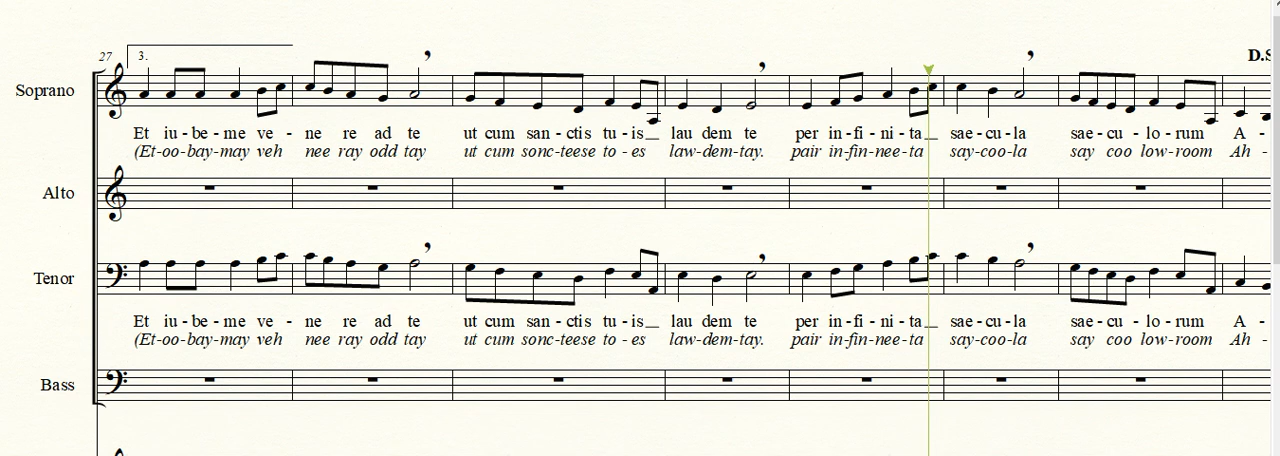 27
3.
D.S
Soprano
Et iu - be - me ve - ne re ad te ut cum san - ctis tu - is lau dem te per in - fi - ni - ta sae - cu - la sae - cu - lo - rum A -
(Et-oo-bay-may veh nee ray odd tay ut cum sonc-teese to - es law-dem-tay. pair in-fin-nee-ta say-coo-la say coo low-room Ah -
Alto
Tenor
Et iu - be - me ve - ne re ad te ut cum san - ctis tu - is lau dem te per in - fi - ni - ta sae - cu - la sae - cu - lo - rum A -
(Et-oo-bay-may veh nee ray odd tay ut cum sonc-teese to - es law-dem-tay. pair in-fin-nee-ta say-coo-la say coo low-room Ah -
Bass